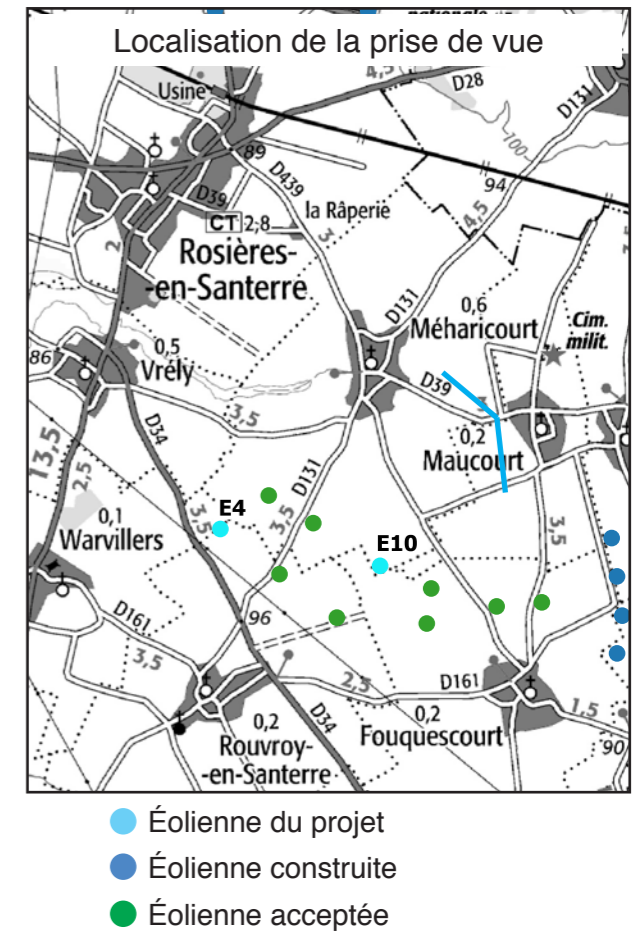 nationale
Localisation de la prise de vue
4,5
D28
Usine
D131
100
89
D439
94
D39
la Râperie
4,5
CT 2,8
2
3
Rosières-
-en-Santerre
D131
0,6
Méharicourt
Cim.
milit.
0,5
86
Vrély
D39
3
3,5
D34
0,2
Maucourt
13,5
2,5
D131
3,5
E4
3,5
0,1
Warvillers
E10
3,5
D161
96
3,5
2,5
D161
0,2
Rouvroy-
-en-Santerre
D34
0,2
Fouquescourt
1,5
90
Éolienne du projet
Éolienne construite
Éolienne acceptée